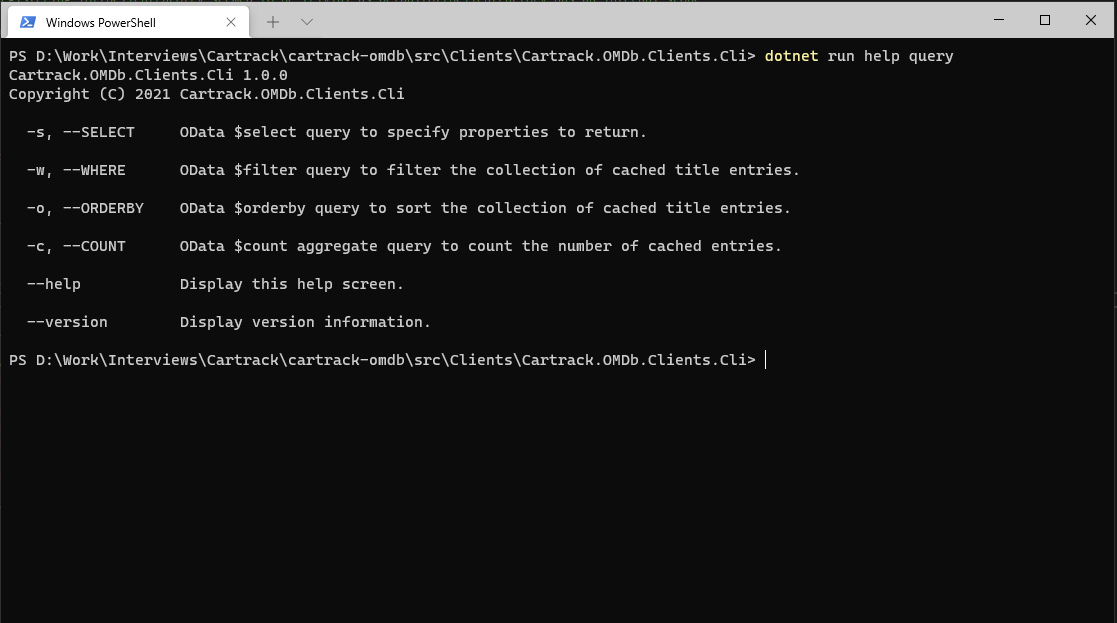 Windows PowerShell
PS D:\Work\Interviews\Cartrack\cartrack-omdb\src\Clients\Cartrack.OMDb.Clients.Cli> dotnet run help query
Cartrack.OMDb.Clients.Cli 1.0.0
Copyright (C) 2021 Cartrack.OMDb.Clients.Cli
-s, --SELECT     OData $select query to specify properties to return.
-w, --WHERE      OData $filter query to filter the collection of cached title entries.
-o, --ORDERBY    OData $orderby query to sort the collection of cached title entries.
-c, --COUNT      OData $count aggregate query to count the number of cached entries.
--help           Display this help screen.
--version        Display version information.
PS D:\Work\Interviews\Cartrack\cartrack-omdb\src\Clients\Cartrack.OMDb.Clients.Cli>